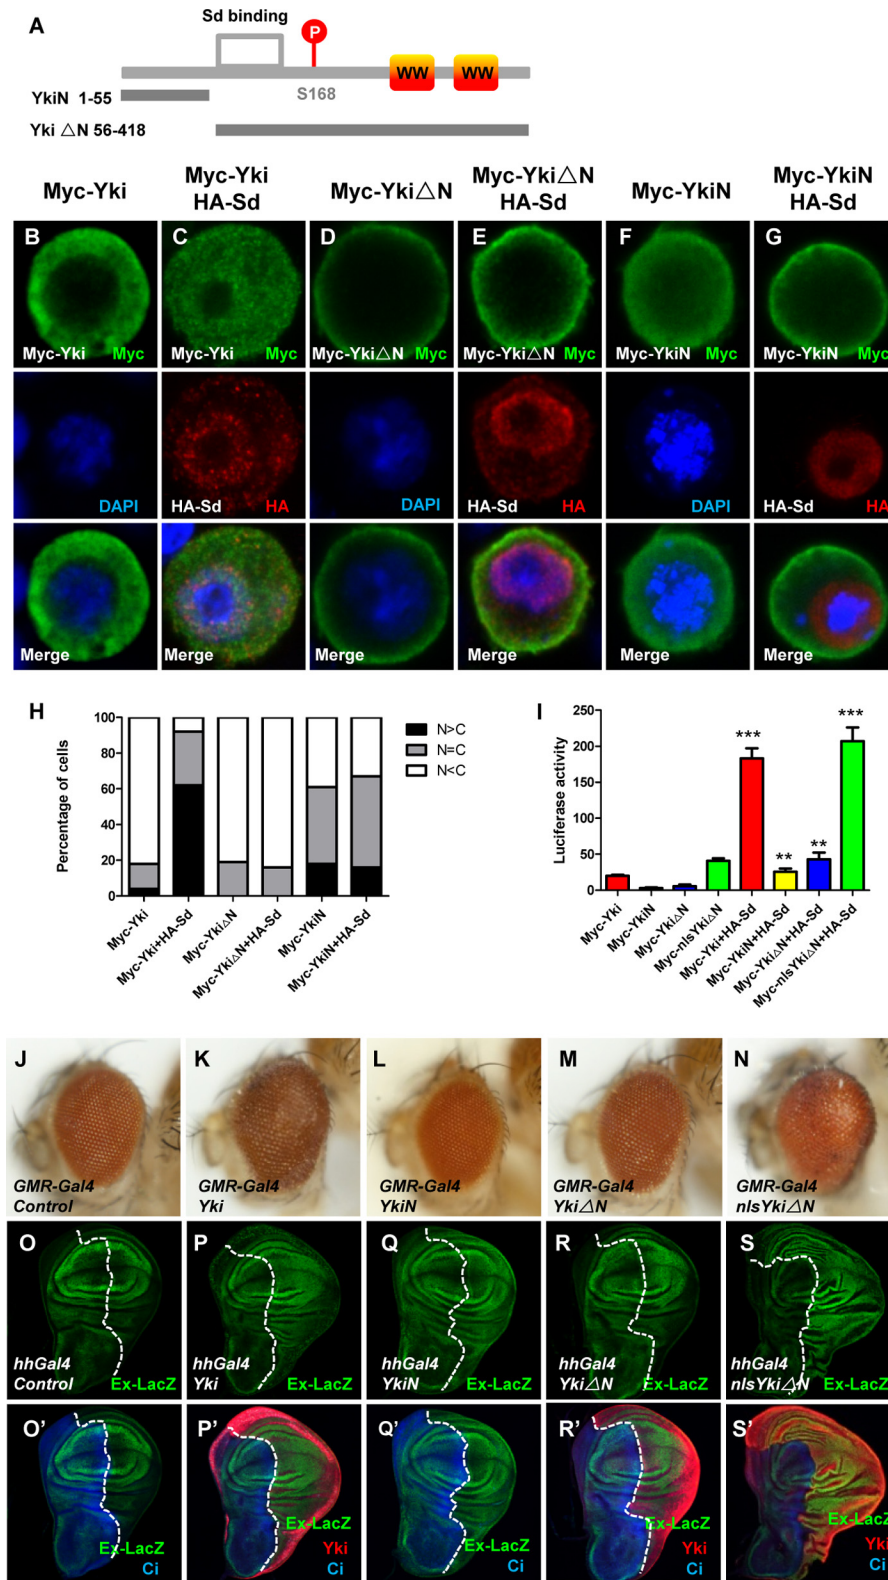 A
Sd binding
P
WW WW
S168
YkiN 1-55
Yki △N 56-418
Myc-Yki
Myc-Yki
HA-Sd
Myc-Yki△N
Myc-Yki△N
HA-Sd
Myc-YkiN
Myc-YkiN
HA-Sd
B C D E F G
Myc-Yki Myc
Myc-Yki Myc
Myc-Yki△N Myc
Myc-Yki△N Myc
Myc-YkiN Myc
Myc-YkiN Myc
DAPI
HA-Sd HA
DAPI
HA-Sd HA
DAPI
HA-Sd HA
Merge Merge Merge Merge Merge Merge
H
Percentage of cells
100
80
60
40
20
0
N>C
N=C
N<C
Myc-Yki
Myc-Yki+HA-Sd
Myc-Yki△N
Myc-Yki△N+HA-Sd
Myc-YkiN
Myc-YkiN+HA-Sd
I
Luciferase activity
250
200
150
100
50
0
*** ** ** ***
Myc-Yki
Myc-YkiN
Myc-Yki△N
Myc-nlsYki△N
Myc-Yki+HA-Sd
Myc-YkiN+HA-Sd
Myc-Yki△N+HA-Sd
Myc-nlsYki△N+HA-Sd
J K L M N
GMR-Gal4
Control
GMR-Gal4
Yki
GMR-Gal4
YkiN
GMR-Gal4
Yki△N
GMR-Gal4
nlsYki△N
O P Q R S
hhGal4
Control Ex-LacZ
hhGal4
Yki Ex-LacZ
hhGal4
YkiN Ex-LacZ
hhGal4
Yki△N Ex-LacZ
hhGal4
nlsYki△N Ex-LacZ
O' P' Q' R' S'
Ex-LacZ
Ci
Ex-LacZ
Yki
Ci
Ex-LacZ
Ci
Ex-LacZ
Yki
Ci
Ex-LacZ
Yki
Ci